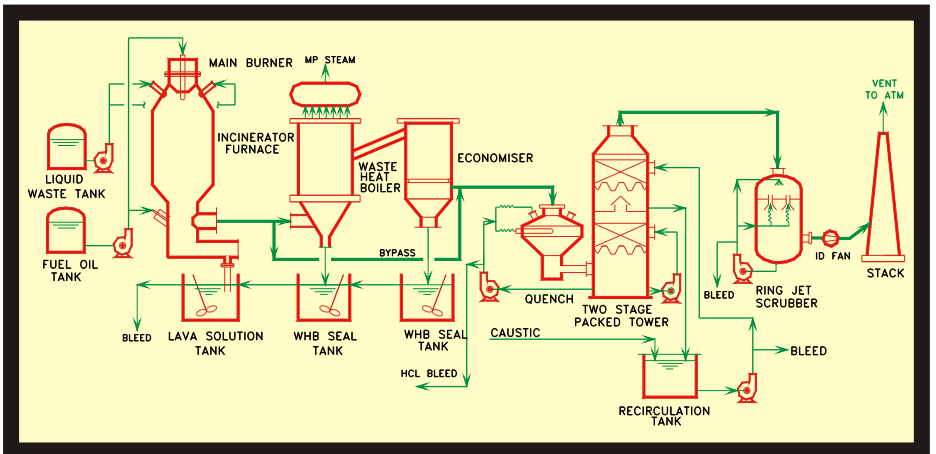 MAIN BURNER
MP STEAM
VENT
TO ATM
INCINERATOR
FURNACE
WASTE
HEAT
BOILER
ECONOMISER
LIQUID
WASTE TANK
FUEL OIL
TANK
BYPASS
QUENCH
TWO STAGE
PACKED TOWER
BLEED
RING JET
SCRUBBER
ID FAN
STACK
BLEED
LAVA SOLUTION
TANK
WHB SEAL
TANK
WHB SEAL
TANK
CAUSTIC
HCL BLEED
BLEED
RECIRCULATION
TANK